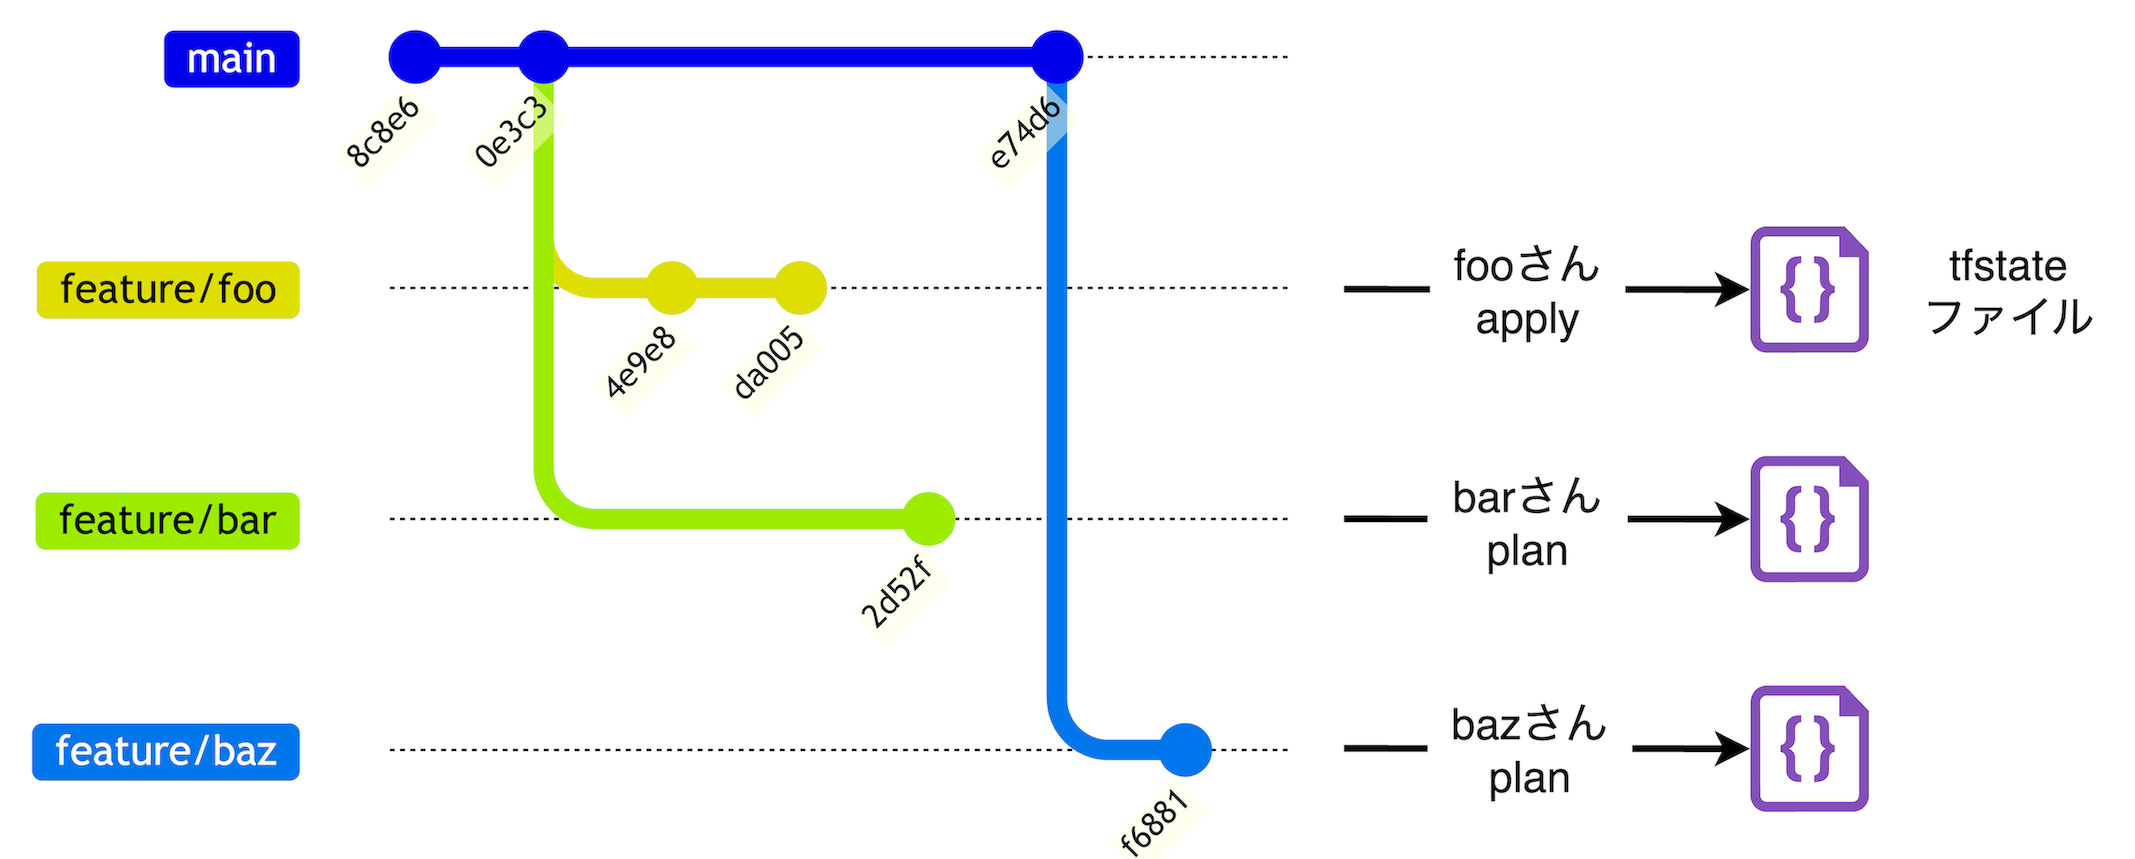 main
8c8e6
0e3c3
e74d6
feature/foo
4e9e8
da005
fooさん
apply
tfstate
ファイル
feature/bar
2d52f
barさん
plan
feature/baz
f6881
bazさん
plan